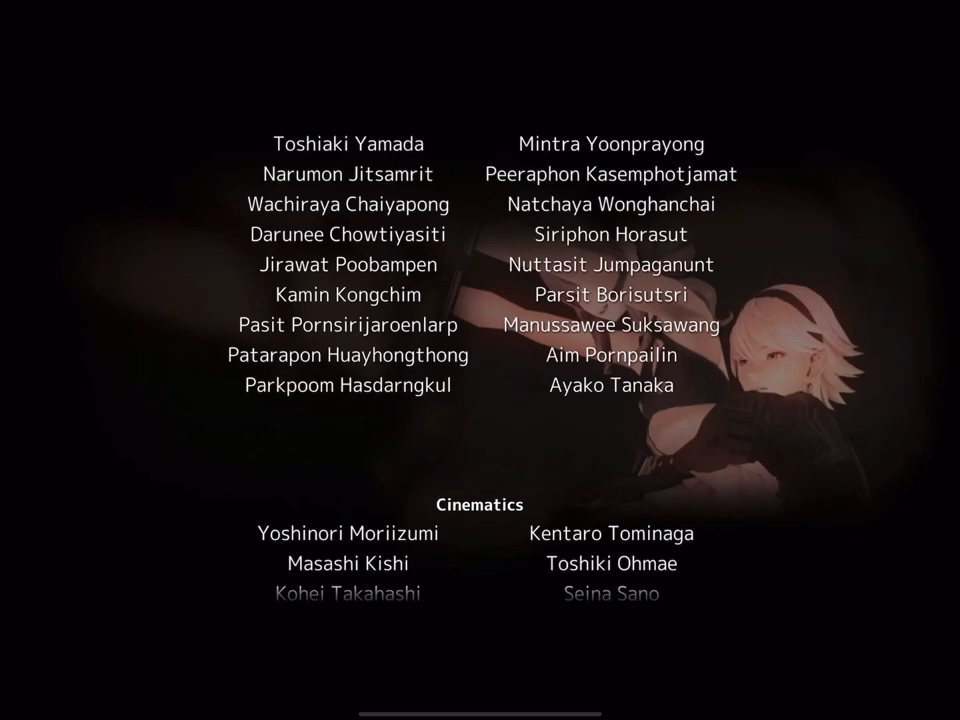 Toshiaki Yamada Mintra Yoonprayong
Narumon Jitsamrit Peeraphon Kasemphotjamat
Wachiraya Chaiyapong Natchaya Wonghanchai
Darunee Chowtiyasiti Siriphon Horasut
Jirawat Poobampen Nuttasit Jumpaganunt
Kamin Kongchim Parsit Borisutsri
Pasit Pornsirijaroenlarp Manussawee Suksawang
Patarapon Huayhongthong Aim Pornpailin
Parkpoom Hasdarngkul Ayako Tanaka
Cinematics
Yoshinori Moriizumi Kentaro Tominaga
Masashi Kishi Toshiki Ohmae
Kohei Takahashi Seina Sano